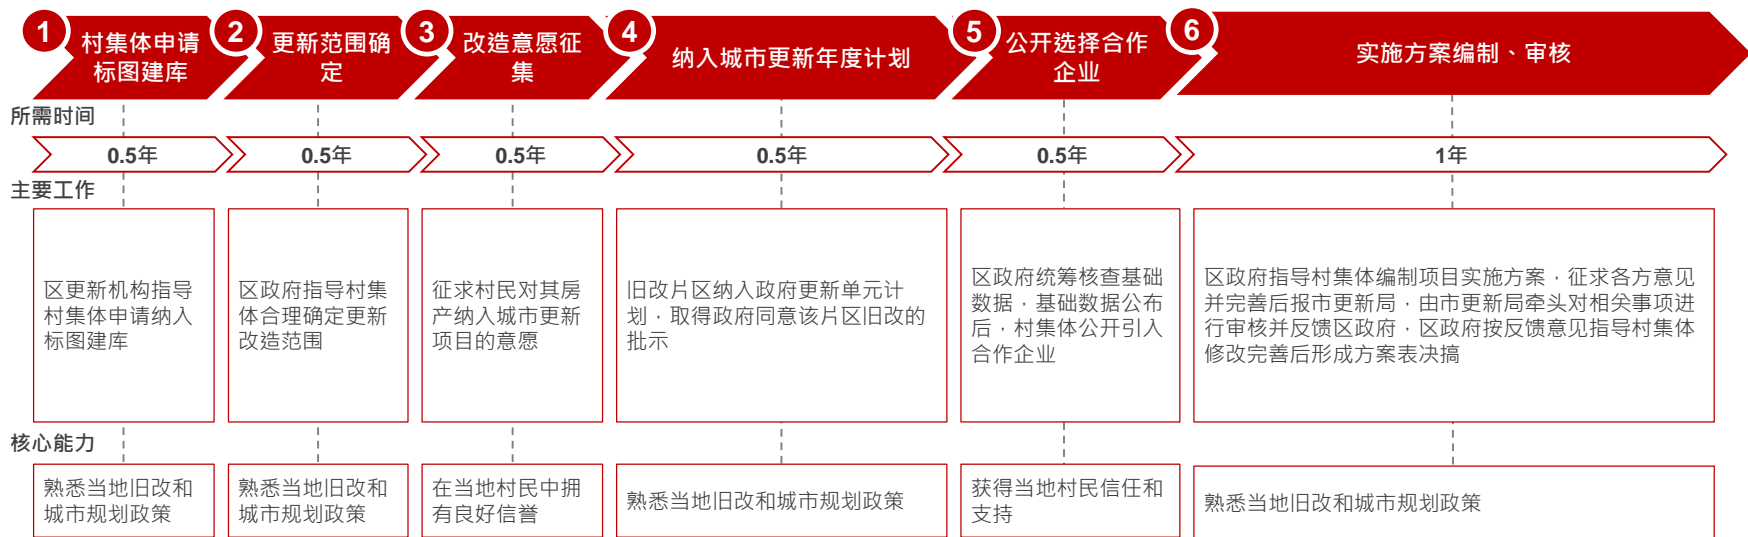 1
村集体申请
标图建库
2
更新范围确
定
3
改造意愿征
集
4
纳入城市更新年度计划
5
公开选择合作
企业
6
实施方案编制、审核
所需时间
0.5年
0.5年
0.5年
0.5年
0.5年
1年
主要工作
区更新机构指导
村集体申请纳入
标图建库
区政府指导村集
体合理确定更新
改造范围
征求村民对其房
产纳入城市更新
项目的意愿
旧改片区纳入政府更新单元计
划，取得政府同意该片区旧改的
批示
区政府统筹核查基础
数据，基础数据公布
后，村集体公开引入
合作企业
区政府指导村集体编制项目实施方案，征求各方意见
并完善后报市更新局，由市更新局牵头对相关事项进
行审核并反馈区政府，区政府按反馈意见指导村集体
修改完善后形成方案表决搞
核心能力
熟悉当地旧改和
城市规划政策
熟悉当地旧改和
城市规划政策
在当地村民中拥
有良好信誉
熟悉当地旧改和城市规划政策
获得当地村民信任和
支持
熟悉当地旧改和城市规划政策